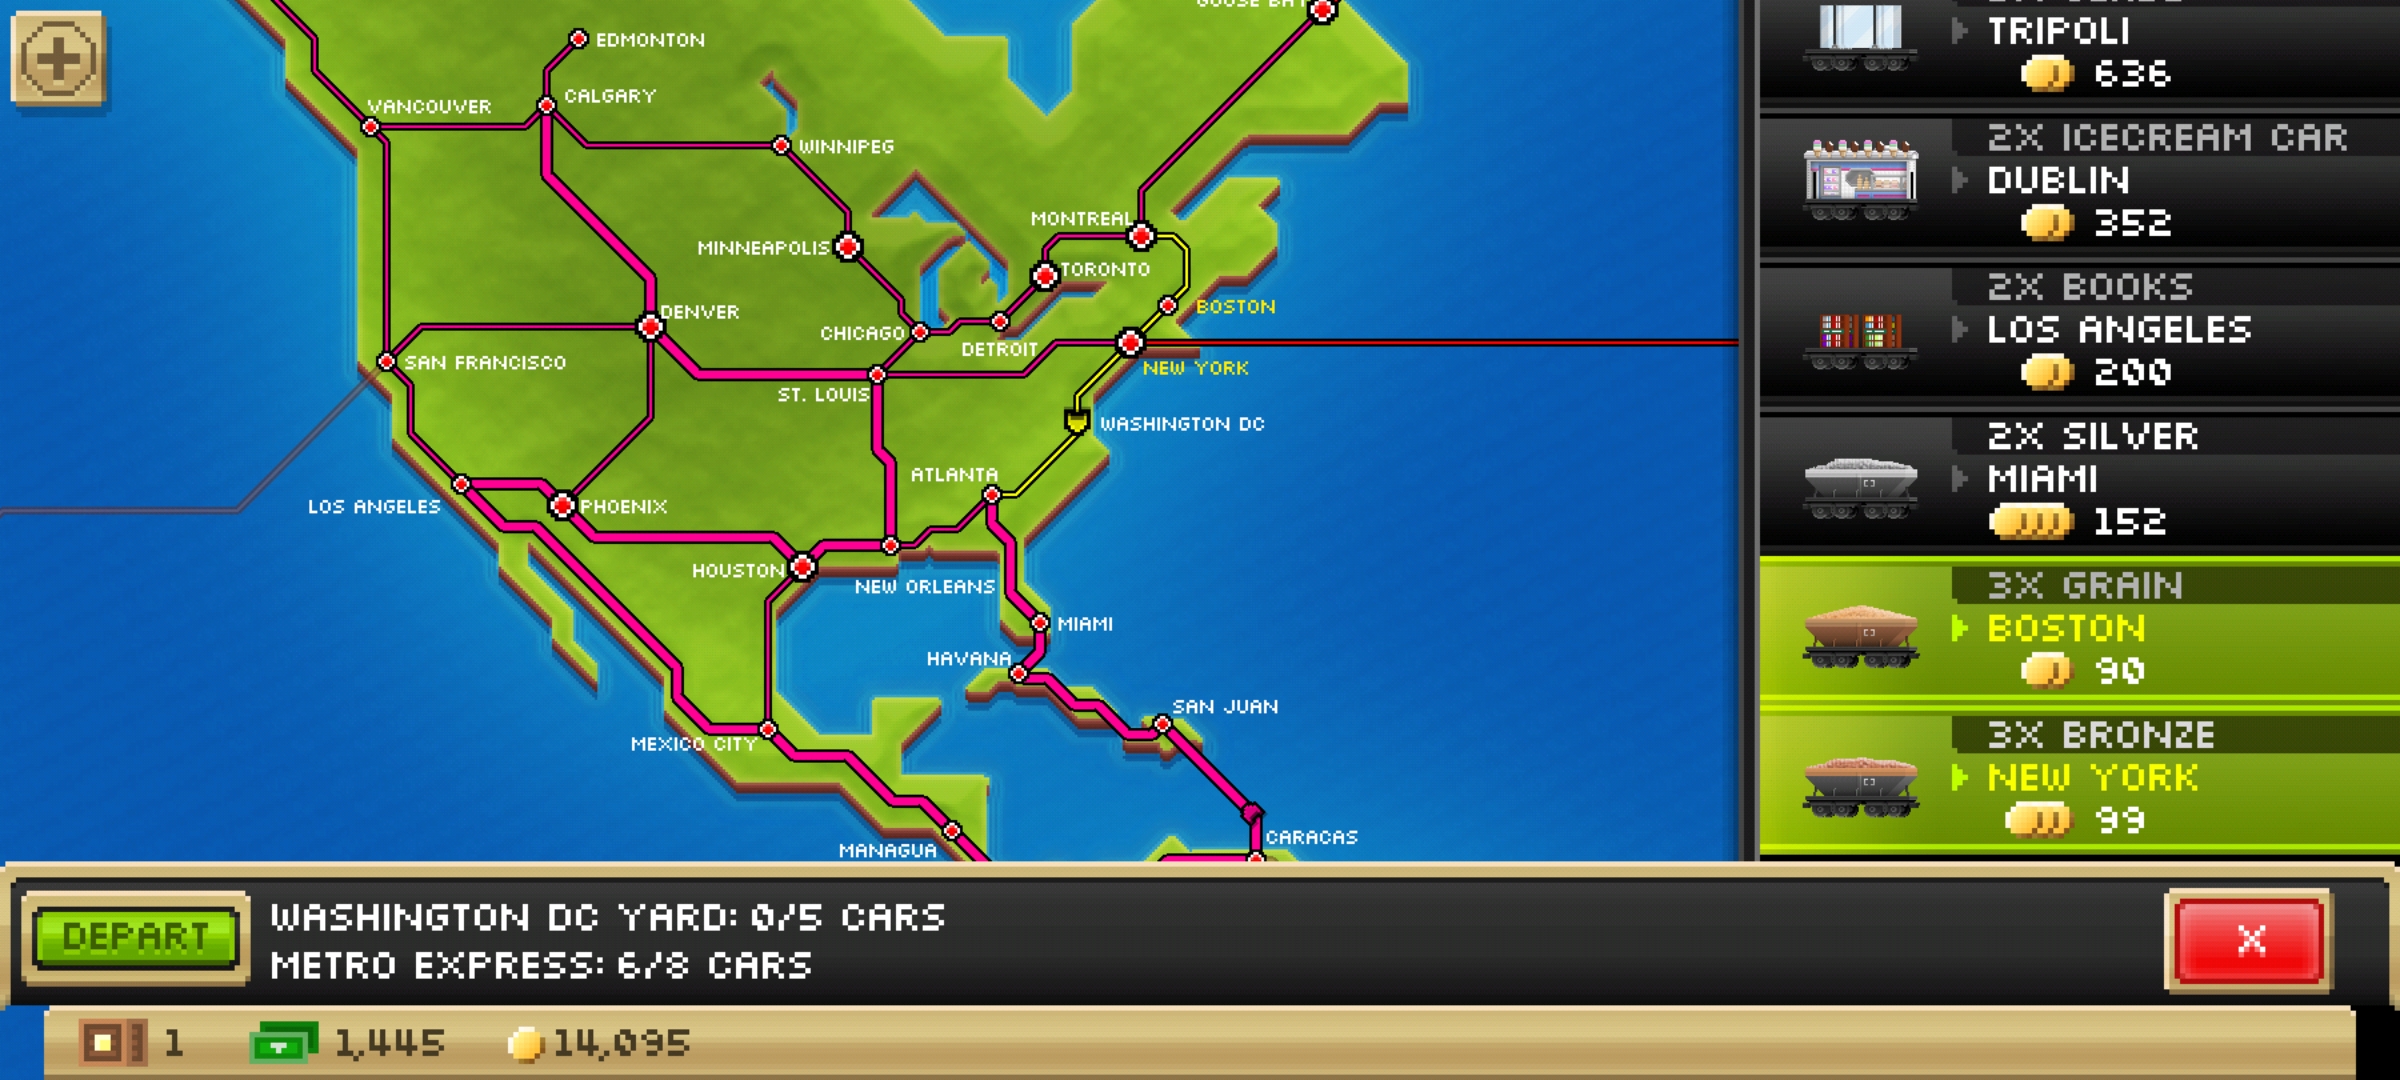 GOOSE BAY
EDMONTON
CALGARY
VANCOUVER
WINNIPEG
MONTREAL
MINNEAPOLIS
TORONTO
BOSTON
DENVER
CHICAGO
DETROIT
SAN FRANCISCO
NEW YORK
ST. LOUIS
WASHINGTON DC
ATLANTA
LOS ANGELES
PHOENIX
HOUSTON
NEW ORLEANS
MIAMI
HAVANA
SAN JUAN
MEXICO CITY
CARACAS
MANAGUA
TRIPOLI
636
2X ICECREAM CAR
DUBLIN
352
2X BOOKS
LOS ANGELES
200
2X SILVER
MIAMI
152
3X GRAIN
BOSTON
90
3X BRONZE
NEW YORK
99
DEPART
WASHINGTON DC YARD: 0/5 CARS
METRO EXPRESS: 6/8 CARS
X
1
1,445
14,095